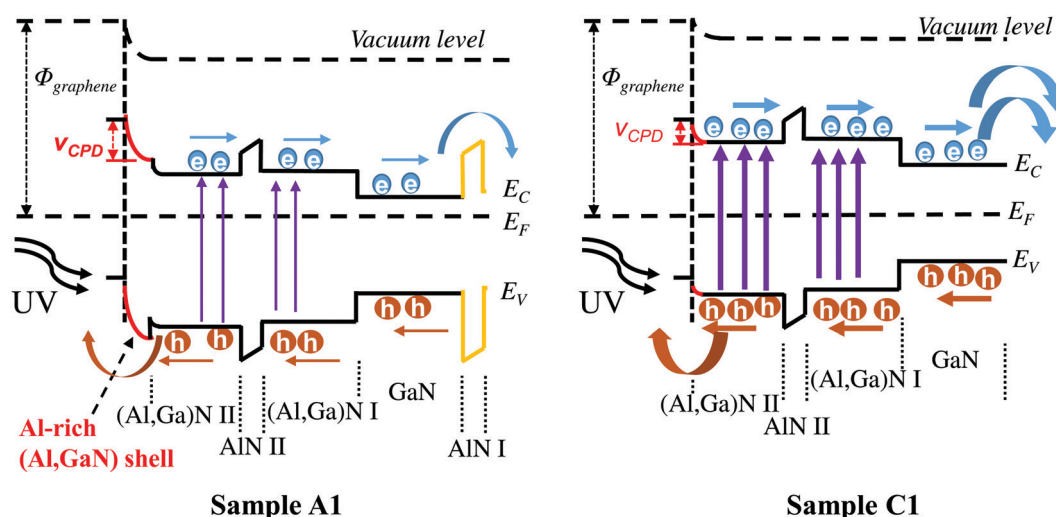 Vacuum level
Φgraphene
vCPD
e e
e e
e e
EC
EF
UV
EV
h h
h h
h h
(Al,Ga)N II
AlN II
(Al,Ga)N I
GaN
AlN I
Al-rich
(Al,GaN) shell
Sample A1
Vacuum level
Φgraphene
vCPD
e e e
e e e
e e e
EC
EF
UV
EV
h h h
h h h
h h h
(Al,Ga)N II
AlN II
(Al,Ga)N I
GaN
Sample C1